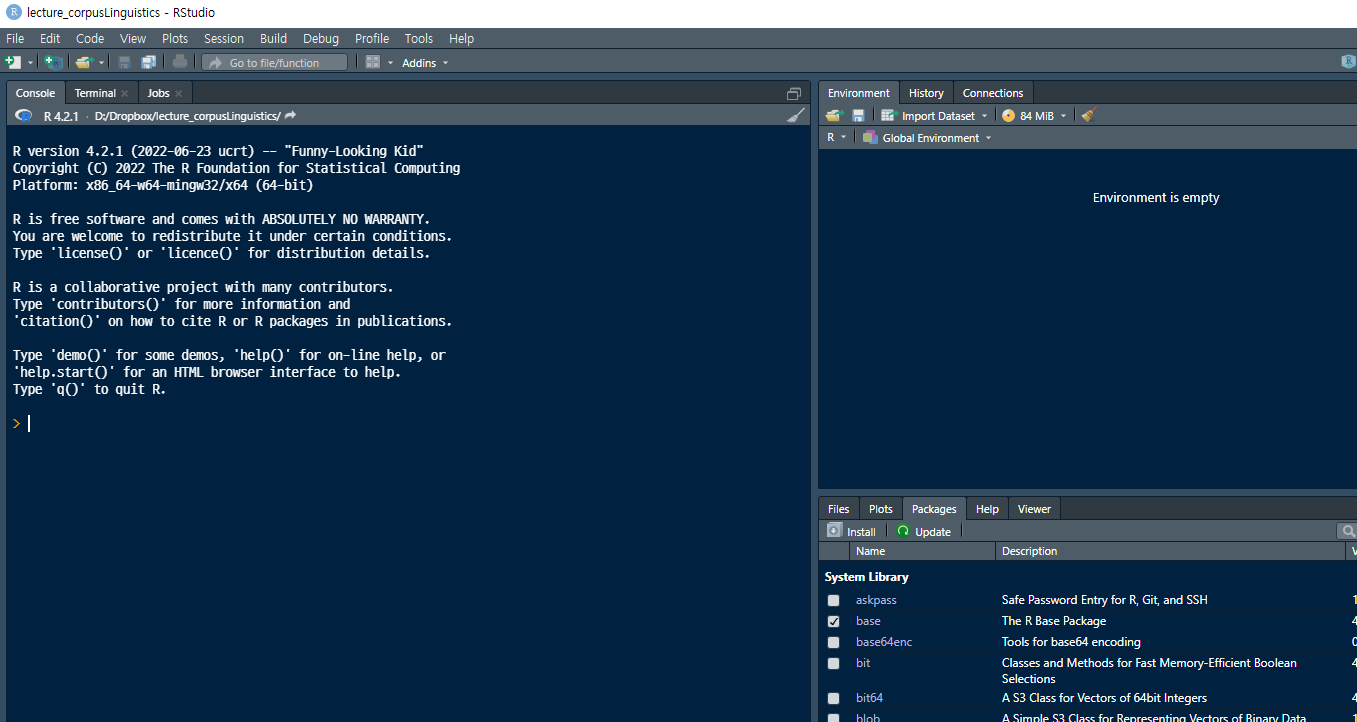 lecture_corpusLinguistics - RStudio
File Edit Code View Plots Session Build Debug Profile Tools Help
Go to file/function Addins
Console Terminal Jobs
R 4.2.1 · D:/Dropbox/lecture_corpusLinguistics/
R version 4.2.1 (2022-06-23 ucrt) -- "Funny-Looking Kid"
Copyright (C) 2022 The R Foundation for Statistical Computing
Platform: x86_64-w64-mingw32/x64 (64-bit)
R is free software and comes with ABSOLUTELY NO WARRANTY.
You are welcome to redistribute it under certain conditions.
Type 'license()' or 'licence()' for distribution details.
R is a collaborative project with many contributors.
Type 'contributors()' for more information and
'citation()' on how to cite R or R packages in publications.
Type 'demo()' for some demos, 'help()' for on-line help, or
'help.start()' for an HTML browser interface to help.
Type 'q()' to quit R.
>
Environment History Connections
Import Dataset 84 MiB
R Global Environment
Environment is empty
Files Plots Packages Help Viewer
Install Update
Name Description
System Library
askpass Safe Password Entry for R, Git, and SSH 1
base The R Base Package 4
base64enc Tools for base64 encoding 0
bit Classes and Methods for Fast Memory-Efficient Boolean 4
Selections
bit64 A S3 Class for Vectors of 64bit Integers 4
blob A Simple S3 Class for Representing Vectors of Binary Data 1